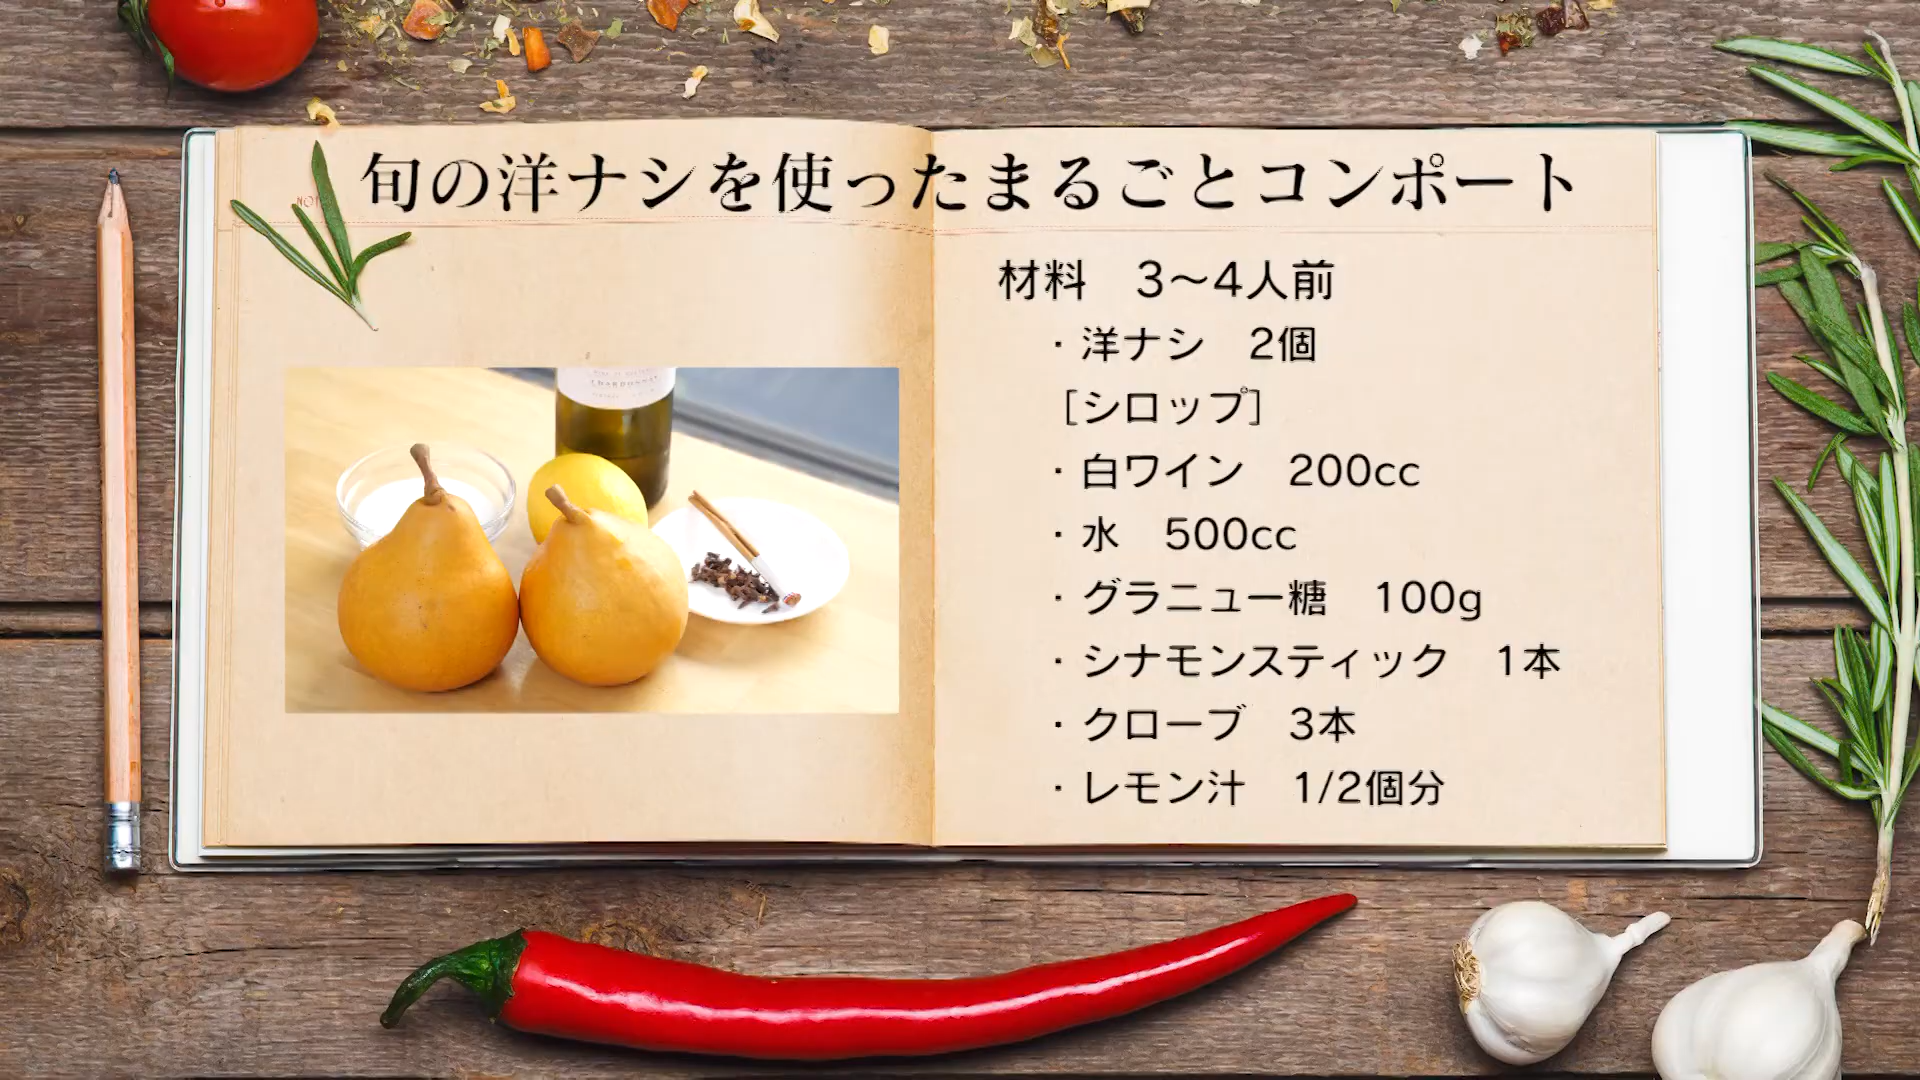 旬の洋ナシを使ったまるごとコンポート
材料　3〜4人前
・洋ナシ　2個
［シロップ］
・白ワイン　200cc
・水　500cc
・グラニュー糖　100g
・シナモンスティック　1本
・クローブ　3本
・レモン汁　1/2個分
CHARDONNAY